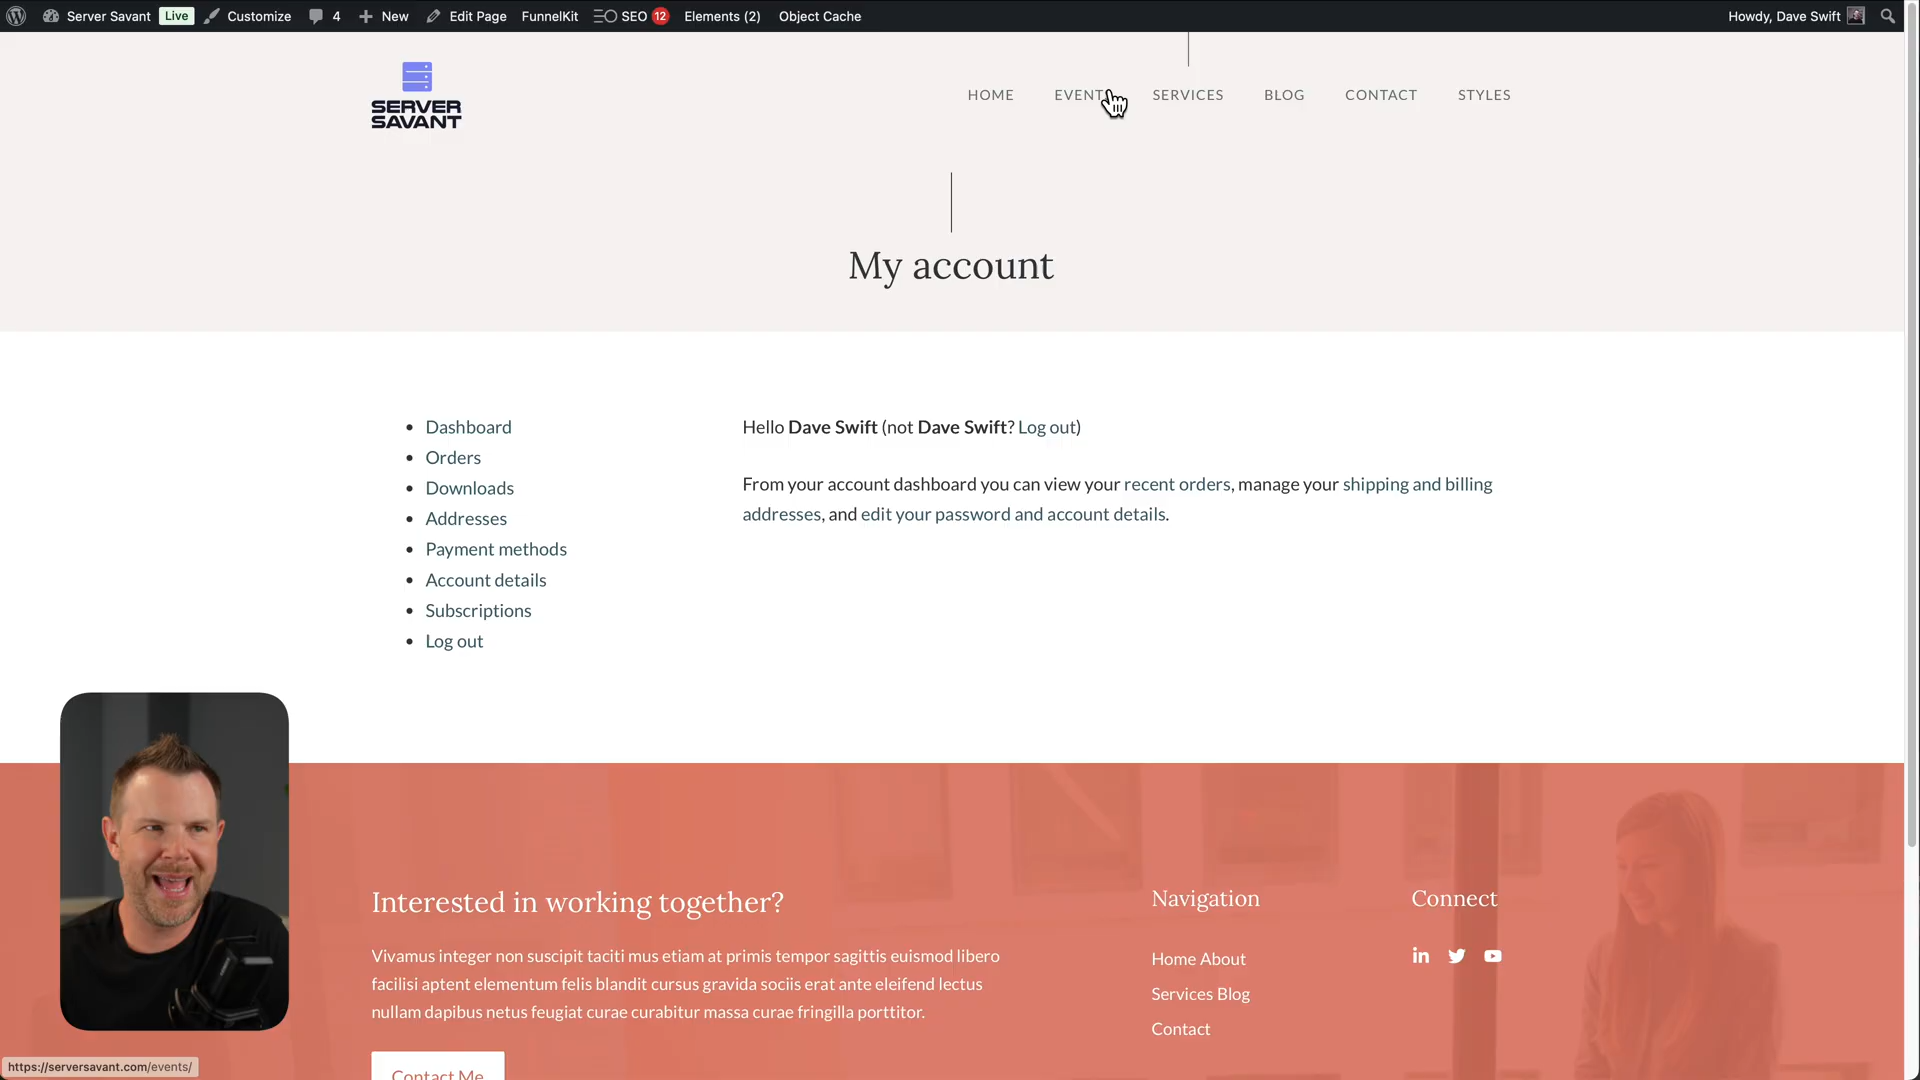 Server Savant Live Customize 4 New Edit Page FunnelKit SEO 12 Elements (2) Object Cache Howdy, Dave Swift
SERVER
SAVANT
HOME EVENTS SERVICES BLOG CONTACT STYLES
My account
Dashboard
Orders
Downloads
Addresses
Payment methods
Account details
Subscriptions
Log out
Hello Dave Swift (not Dave Swift? Log out)
From your account dashboard you can view your recent orders, manage your shipping and billing
addresses, and edit your password and account details.
Interested in working together?
Vivamus integer non suscipit taciti mus etiam at primis tempor sagittis euismod libero
facilisi aptent elementum felis blandit cursus gravida sociis erat ante eleifend lectus
nullam dapibus netus feugiat curae curabitur massa curae fringilla porttitor.
Contact Me
Navigation
Home About
Services Blog
Contact
Connect
https://serversavant.com/events/